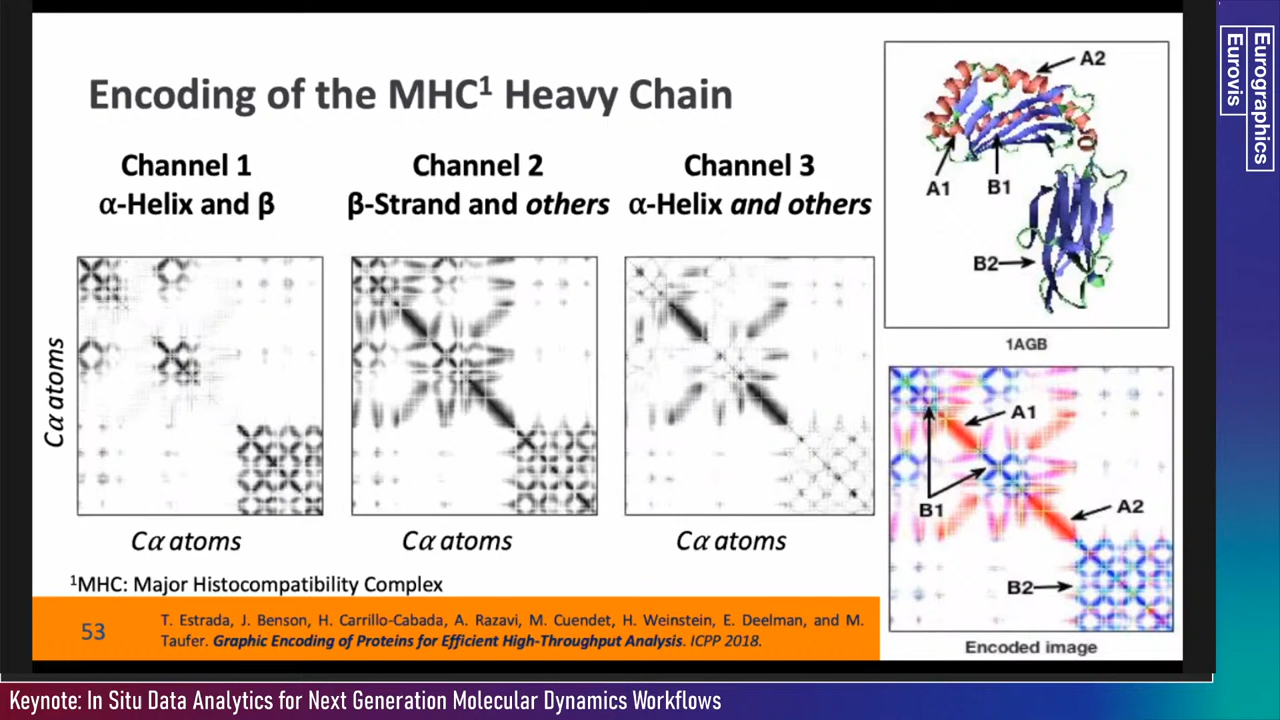 Encoding of the MHC¹ Heavy Chain
Channel 1
α-Helix and β
Channel 2
β-Strand and others
Channel 3
α-Helix and others
Cα atoms
Cα atoms
Cα atoms
Cα atoms
¹MHC: Major Histocompatibility Complex
53
T. Estrada, J. Benson, H. Carrillo-Cabada, A. Razavi, M. Cuendet, H. Weinstein, E. Deelman, and M.
Taufer. Graphic Encoding of Proteins for Efficient High-Throughput Analysis. ICPP 2018.
A2
A1
B1
B2
1AGB
A1
B1
A2
B2
Encoded image
Eurographics
Eurovis
Keynote: In Situ Data Analytics for Next Generation Molecular Dynamics Workflows